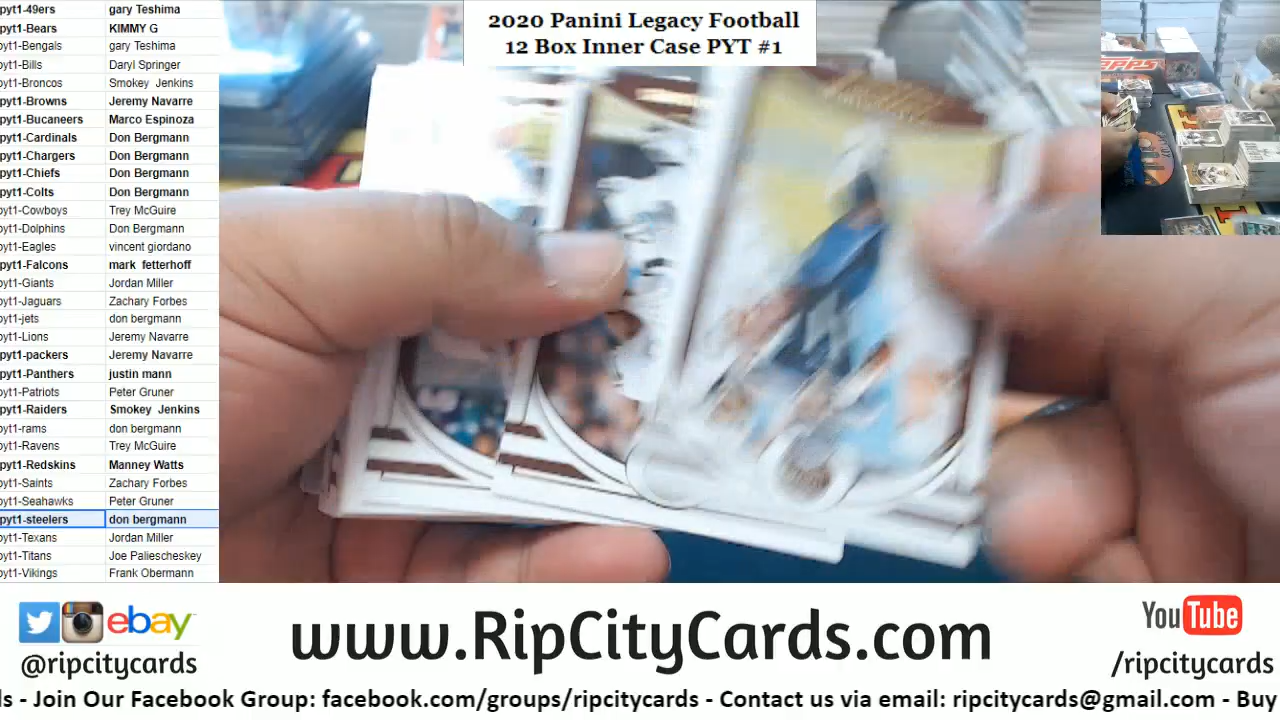 pyt1-49ers gary Teshima
pyt1-Bears KIMMY G
pyt1-Bengals gary Teshima
pyt1-Bills Daryl Springer
pyt1-Broncos Smokey Jenkins
pyt1-Browns Jeremy Navarre
pyt1-Bucaneers Marco Espinoza
pyt1-Cardinals Don Bergmann
pyt1-Chargers Don Bergmann
pyt1-Chiefs Don Bergmann
pyt1-Colts Don Bergmann
pyt1-Cowboys Trey McGuire
pyt1-Dolphins Don Bergmann
pyt1-Eagles vincent giordano
pyt1-Falcons mark fetterhoff
pyt1-Giants Jordan Miller
pyt1-Jaguars Zachary Forbes
pyt1-jets don bergmann
pyt1-Lions Jeremy Navarre
pyt1-packers Jeremy Navarre
pyt1-Panthers justin mann
pyt1-Patriots Peter Gruner
pyt1-Raiders Smokey Jenkins
pyt1-rams don bergmann
pyt1-Ravens Trey McGuire
pyt1-Redskins Manney Watts
pyt1-Saints Zachary Forbes
pyt1-Seahawks Peter Gruner
pyt1-steelers don bergmann
pyt1-Texans Jordan Miller
pyt1-Titans Joe Paliescheskey
pyt1-Vikings Frank Obermann
2020 Panini Legacy Football
12 Box Inner Case PYT #1
TOPPS
ebay
@ripcitycards
www.RipCityCards.com
YouTube
/ripcitycards
ds - Join Our Facebook Group: facebook.com/groups/ripcitycards - Contact us via email: ripcitycards@gmail.com - Buy